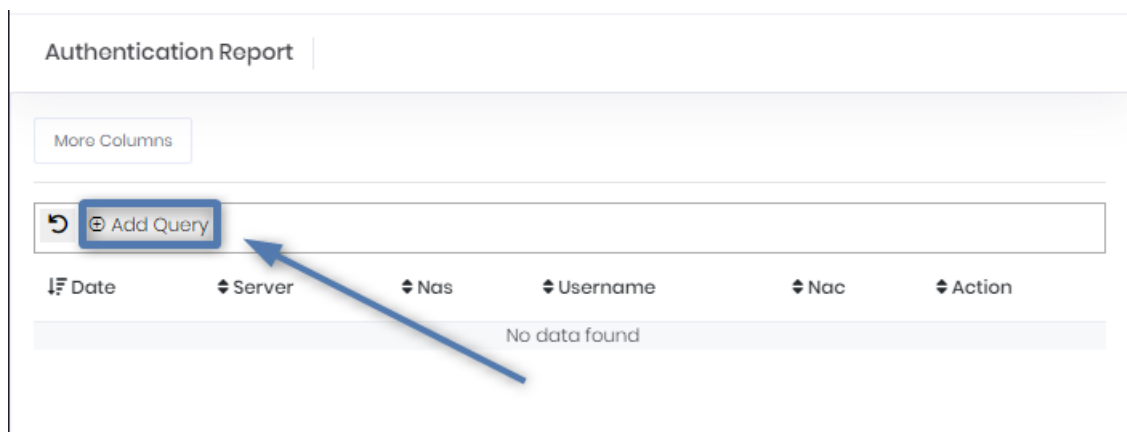 Authentication Report
More Columns
Add Query
Date Server Nas Username Nac Action
No data found